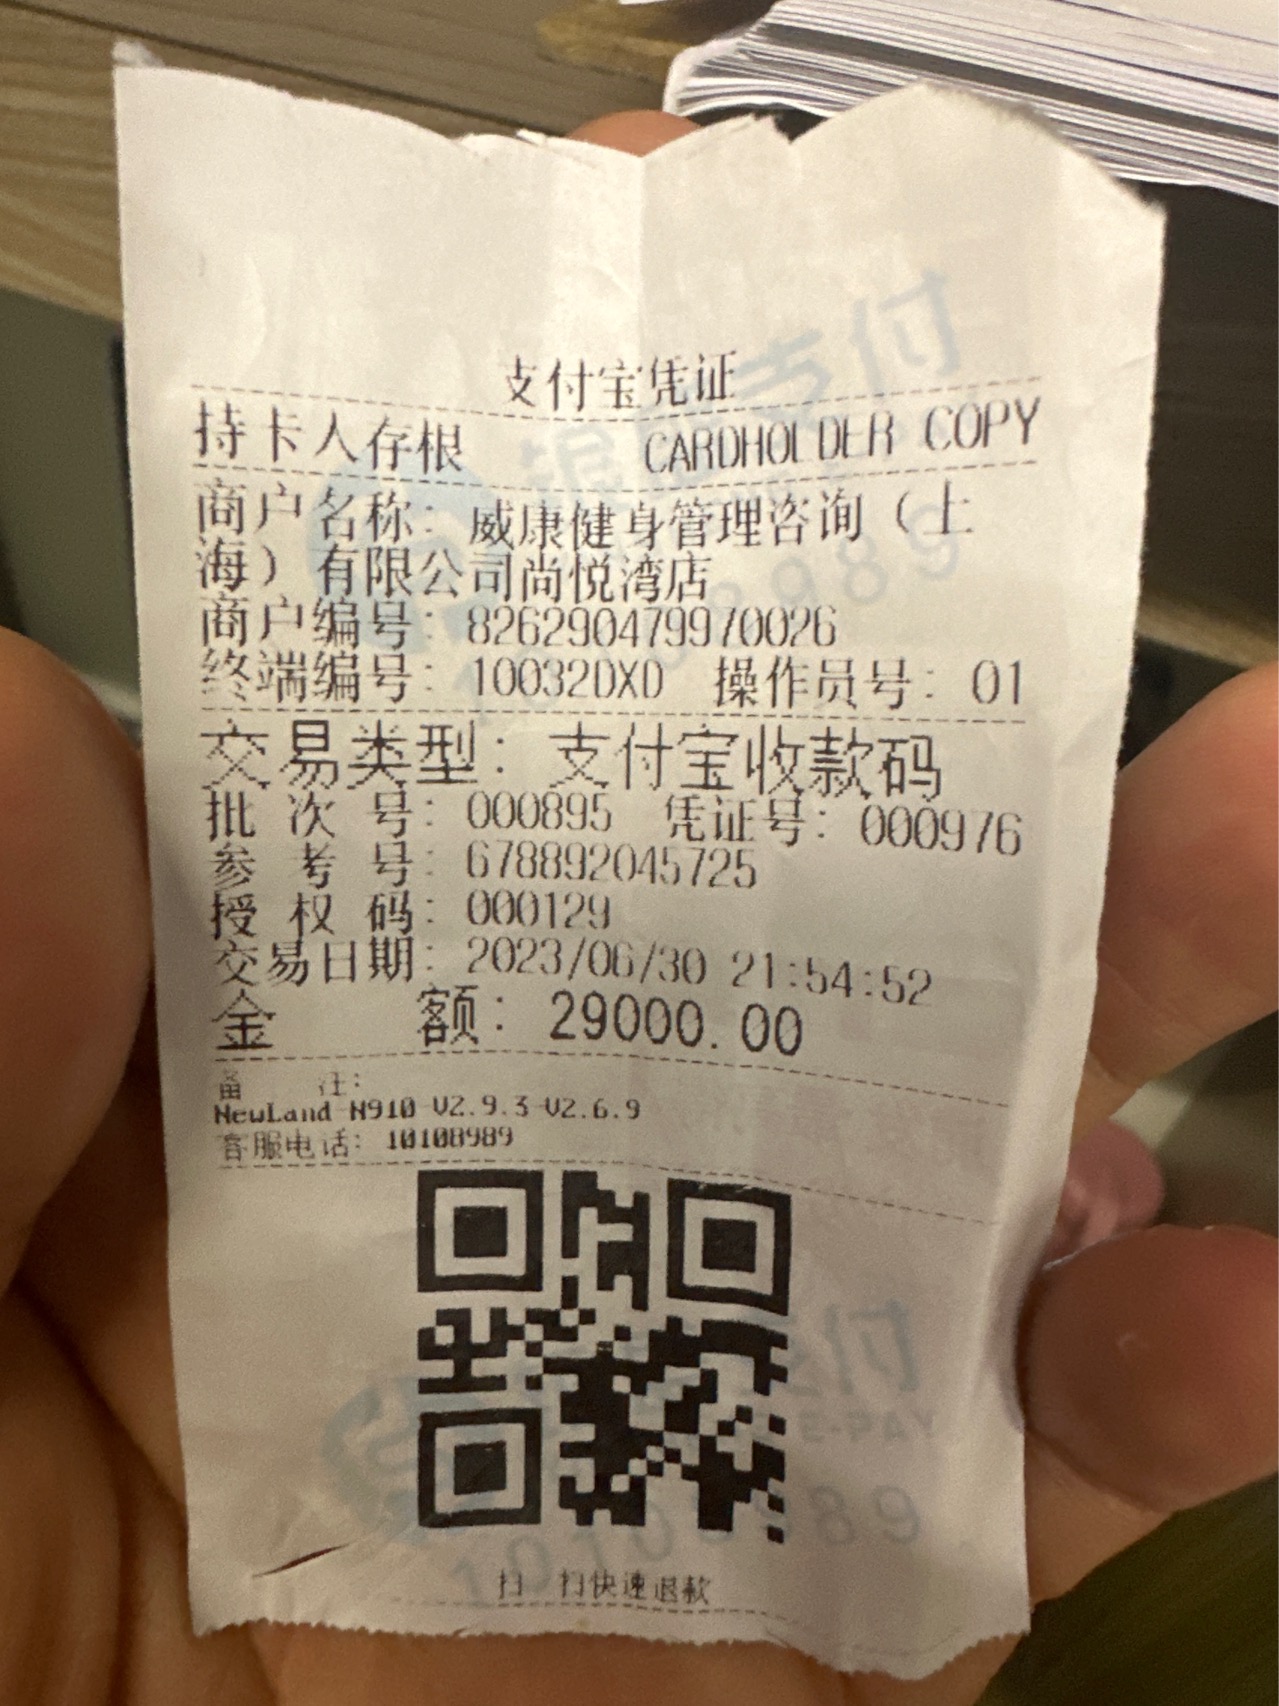 支付宝凭证
持卡人存根 CARDHOLDER COPY
商户名称: 威康健身管理咨询（上
海）有限公司尚悦湾店
商户编号: 826290479970026
终端编号: 10032DXD 操作员号: 01
交易类型: 支付宝收款码
批次号: 000895 凭证号: 000976
参考号: 678892045725
授权码: 000129
交易日期: 2023/06/30 21:54:52
金额: 29000.00
备注:
NewLand-N910-V2.9.3-V2.6.9
客服电话: 10108989
支付
E-PAY
扫一扫快速退款